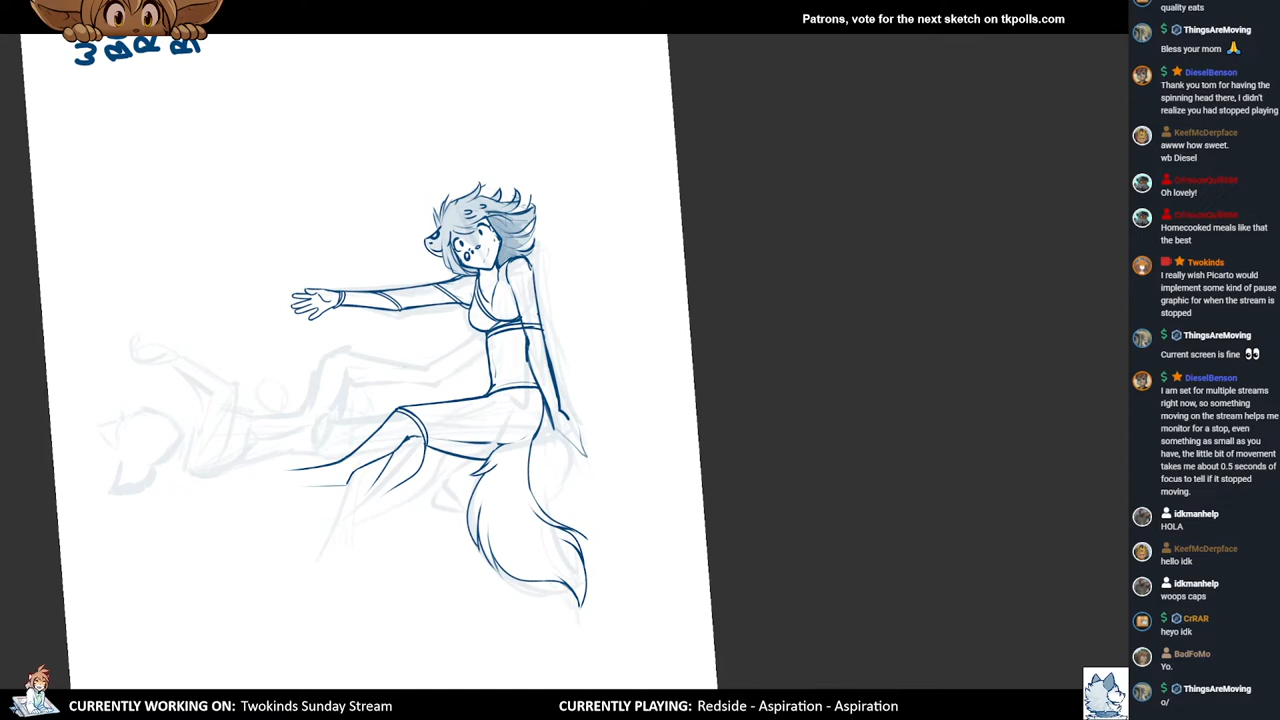 Patrons, vote for the next sketch on tkpolls.com
quality eats
ThingsAreMoving
Bless your mom 🙏
DieselBenson
Thank you tom for having the
spinning head there, I didn't
realize you had stopped playing
KeefMcDerpface
awww how sweet.
wb Diesel
Oh lovely!
Homecooked meals like that
the best
Twokinds
I really wish Picarto would
implement some kind of pause
graphic for when the stream is
stopped
ThingsAreMoving
Current screen is fine 👀
DieselBenson
I am set for multiple streams
right now, so something
moving on the stream helps me
monitor for a stop, even
something as small as you
have, the little bit of movement
takes me about 0.5 seconds of
focus to tell if it stopped
moving.
idkmanhelp
HOLA
KeefMcDerpface
hello idk
idkmanhelp
woops caps
CrRAR
heyo idk
BadFoMo
Yo.
ThingsAreMoving
o/
CURRENTLY WORKING ON: Twokinds Sunday Stream
CURRENTLY PLAYING: Redside - Aspiration - Aspiration